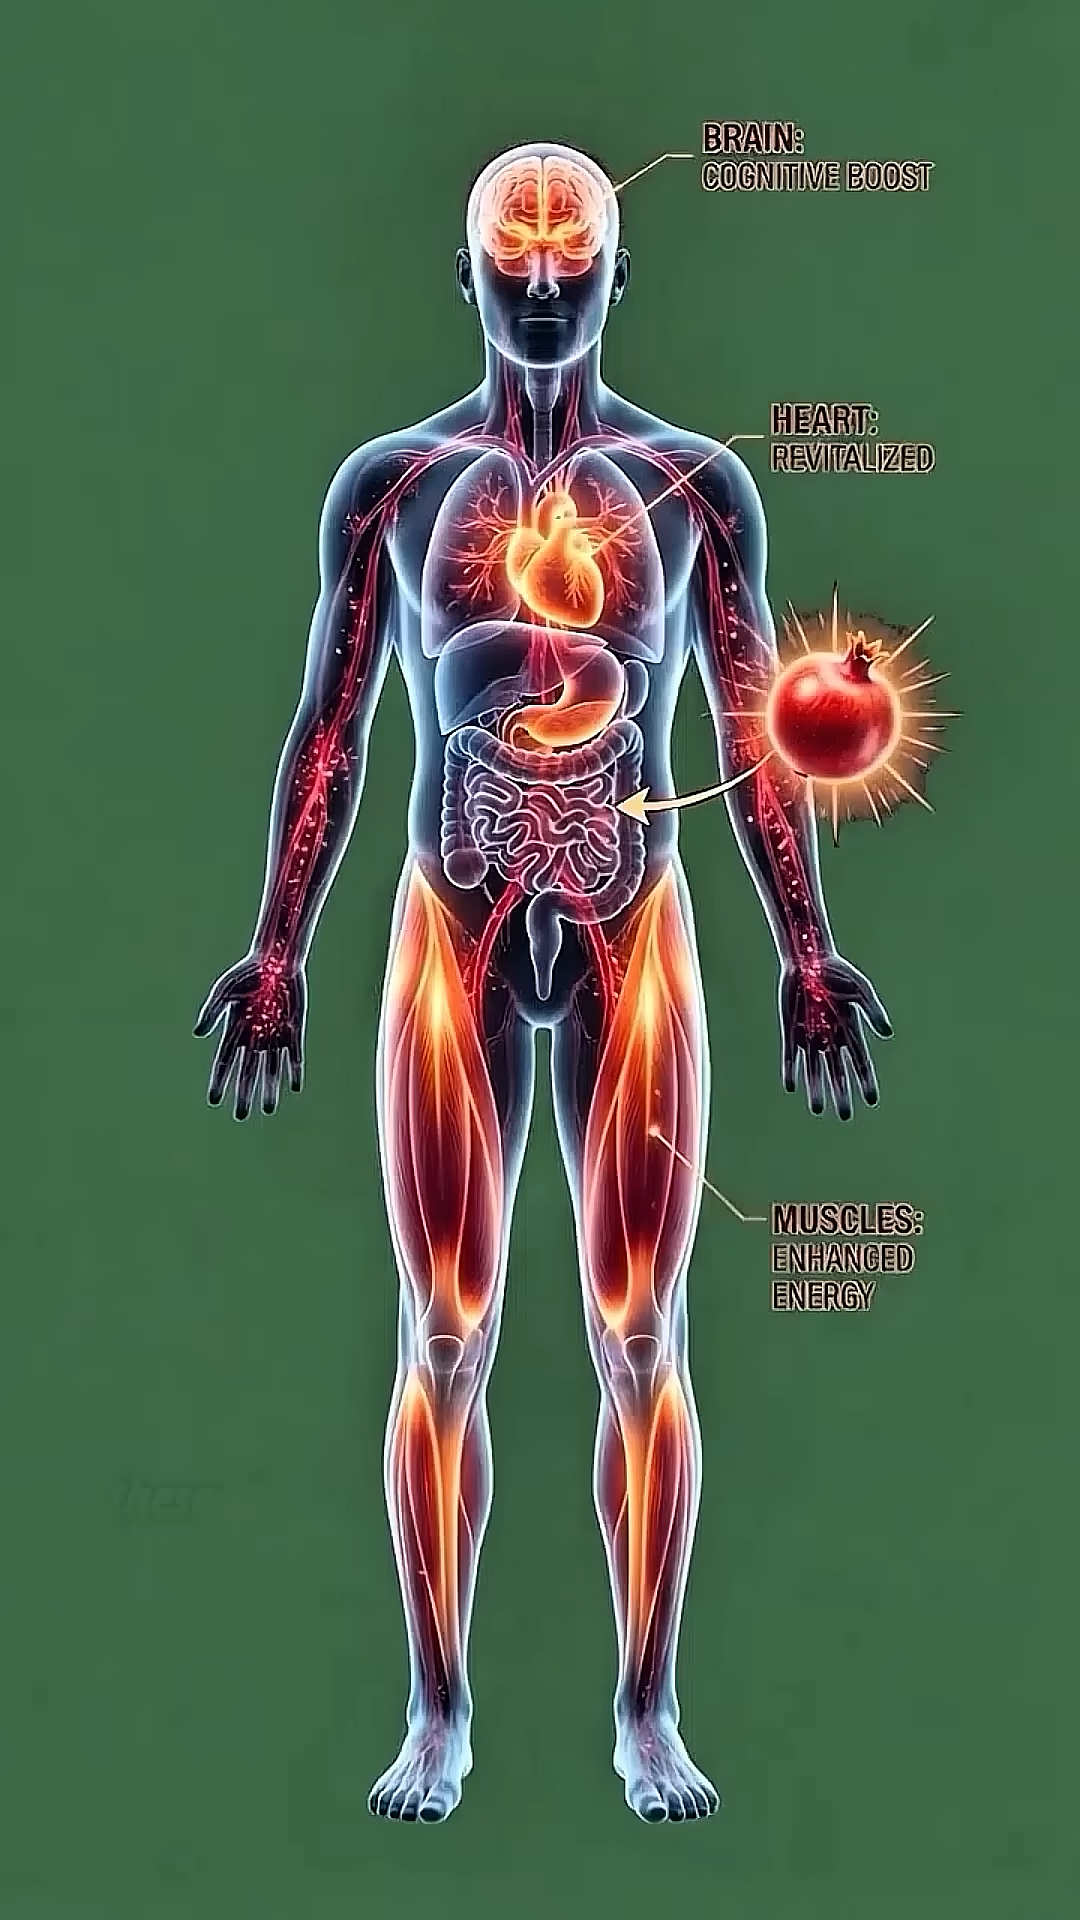 BRAIN:
COGNITIVE BOOST
HEART:
REVITALIZED
MUSCLES:
ENHANCED
ENERGY